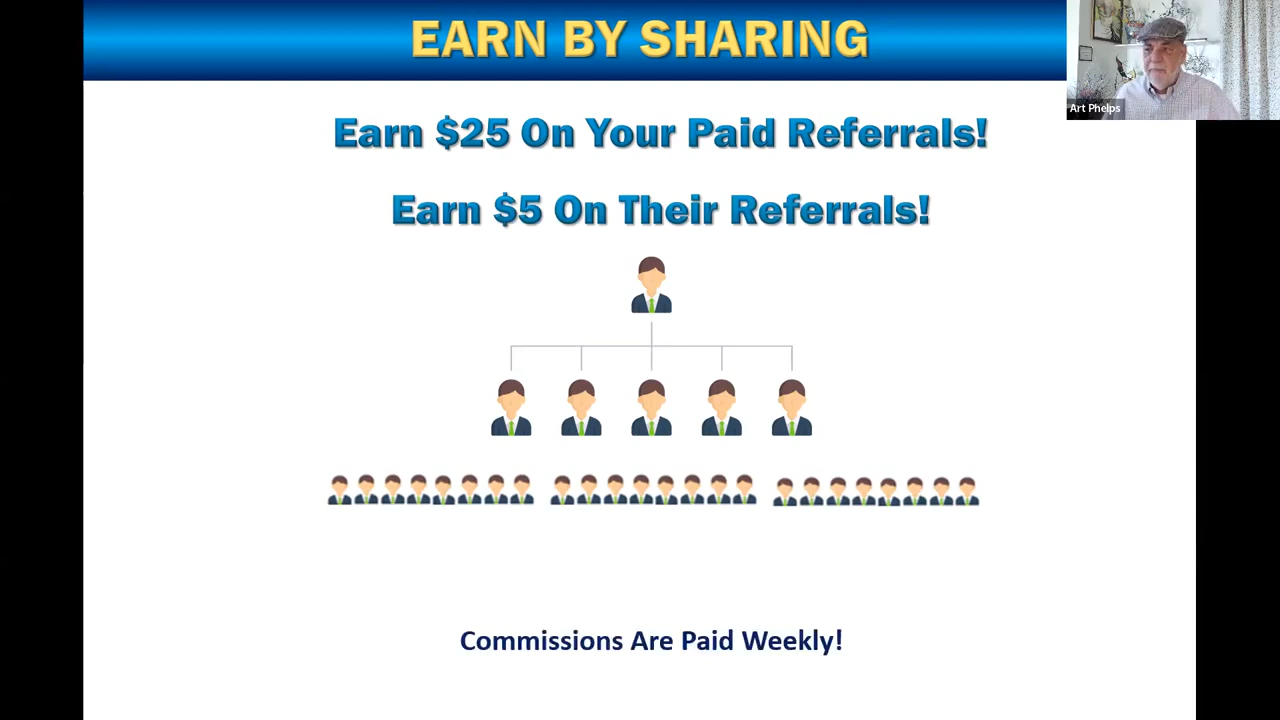 EARN BY SHARING
Art Phelps
Earn $25 On Your Paid Referrals!
Earn $5 On Their Referrals!
Commissions Are Paid Weekly!